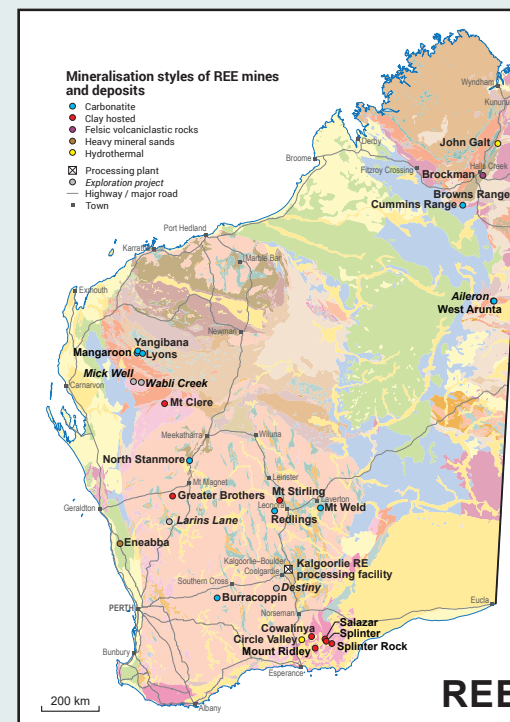 Mineralisation styles of REE mines
and deposits
Carbonatite
Clay hosted
Felsic volcaniclastic rocks
Heavy mineral sands
Hydrothermal
Processing plant
Exploration project
Highway / major road
Town
Wyndham
Kunun
Derby
John Galt
Broome
Fitzroy Crossing
Halls Creek
Brockman
Browns Range
Cummins Range
Port Hedland
Karratha
Marble Bar
Exmouth
Aileron
West Arunta
Newman
Yangibana
Mangaroon
Lyons
Mick Well
Wabli Creek
Carnarvon
Mt Clere
Meekatharra
Wiluna
North Stanmore
Mt Magnet
Leinster
Greater Brothers
Mt Stirling
Laverton
Geraldton
Leonora
Mt Weld
Redlings
Larins Lane
Eneabba
Kalgoorlie–Boulder
Kalgoorlie RE
processing facility
Coolgardie
Southern Cross
Destiny
Burracoppin
Eucla
PERTH
Norseman
Cowalinya
Salazar
Circle Valley
Splinter
Mount Ridley
Splinter Rock
Bunbury
Esperance
200 km
Albany
REE